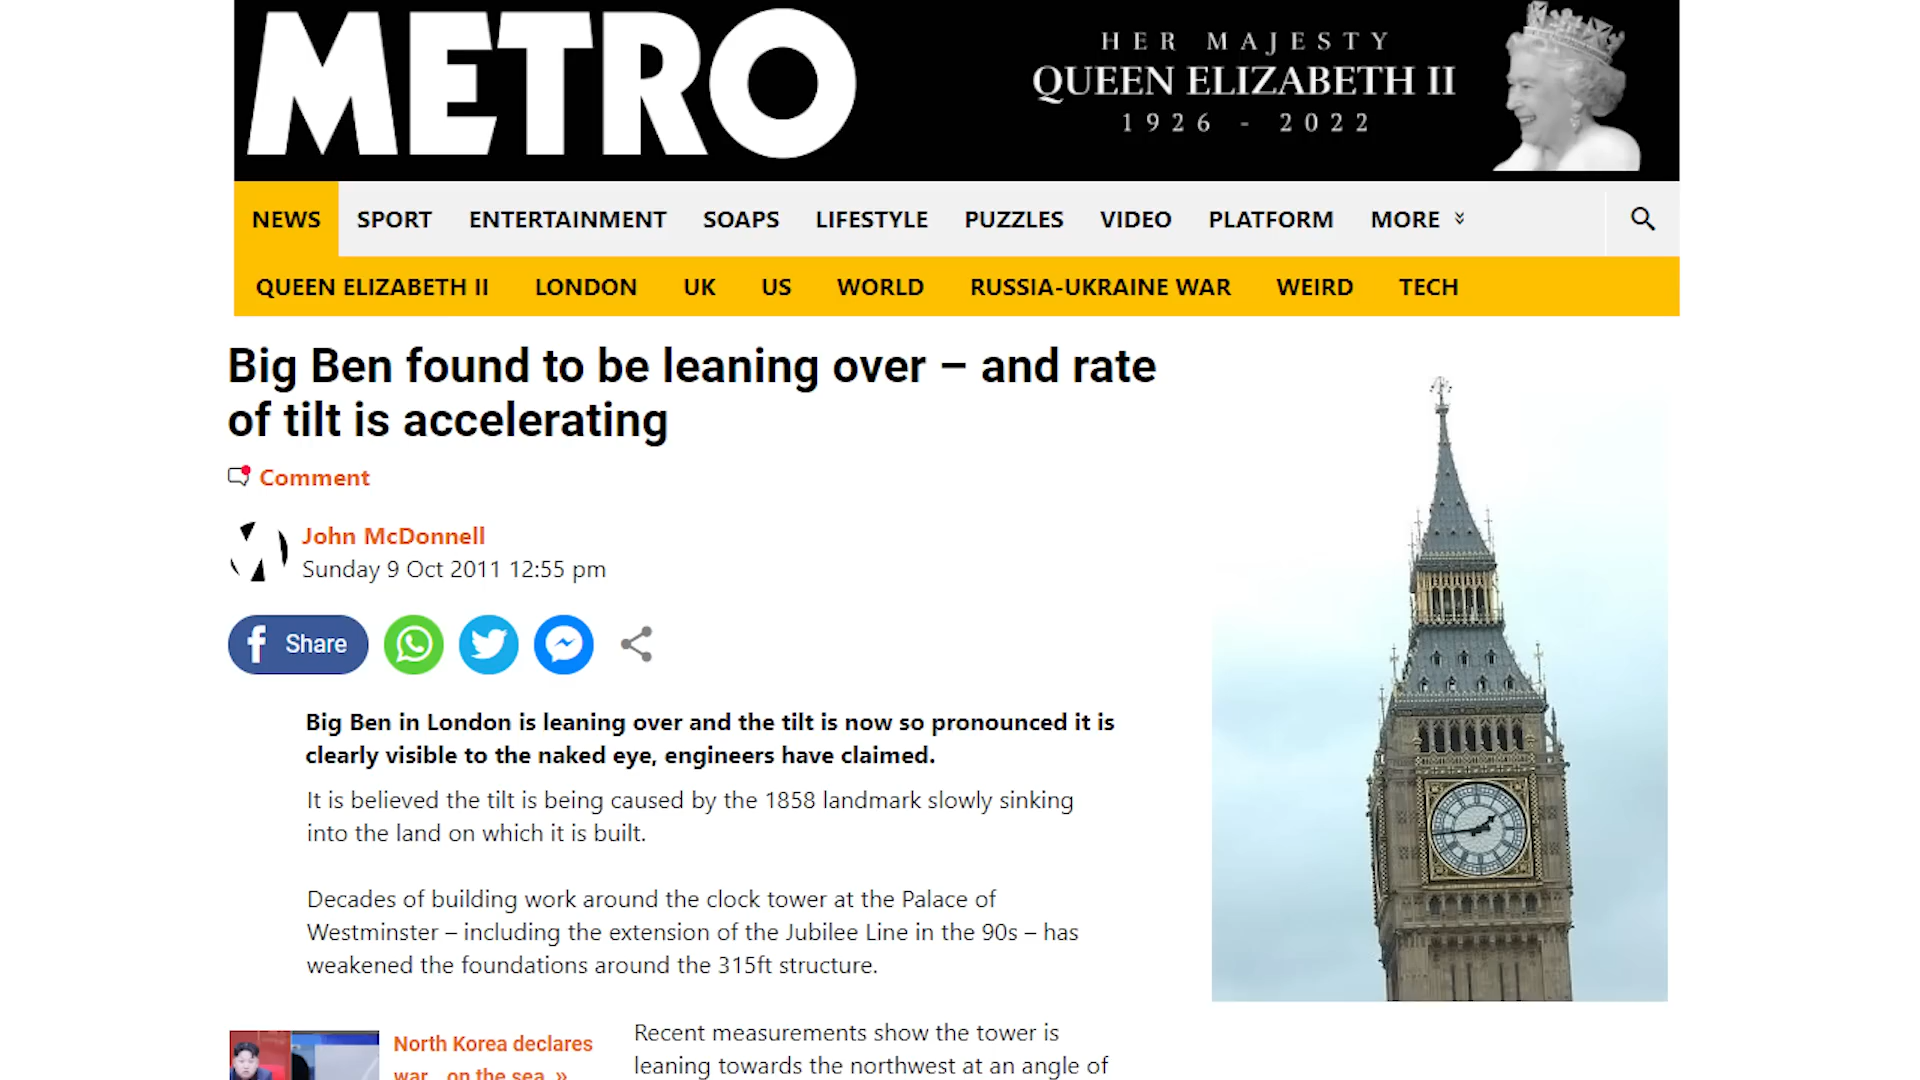 METRO
HER MAJESTY
QUEEN ELIZABETH II
1926 - 2022
NEWS SPORT ENTERTAINMENT SOAPS LIFESTYLE PUZZLES VIDEO PLATFORM MORE
QUEEN ELIZABETH II LONDON UK US WORLD RUSSIA-UKRAINE WAR WEIRD TECH
Big Ben found to be leaning over – and rate
of tilt is accelerating
Comment
John McDonnell
Sunday 9 Oct 2011 12:55 pm
f Share
Big Ben in London is leaning over and the tilt is now so pronounced it is
clearly visible to the naked eye, engineers have claimed.
It is believed the tilt is being caused by the 1858 landmark slowly sinking
into the land on which it is built.
Decades of building work around the clock tower at the Palace of
Westminster – including the extension of the Jubilee Line in the 90s – has
weakened the foundations around the 315ft structure.
North Korea declares
war... on the sea »
Recent measurements show the tower is
leaning towards the northwest at an angle of